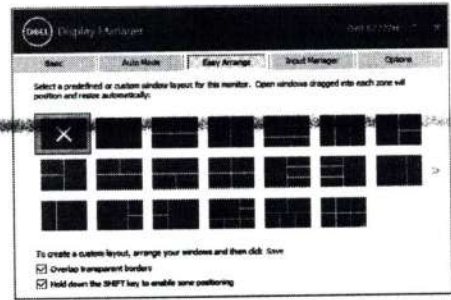 DELL Display Manager
Basic Auto Mode Easy Arrange Input Manager Options
Select a predefined or custom window layout for this monitor. Open windows dragged into each zone will
position and resize automatically:
To create a custom layout, arrange your windows and then click Save
Overlap transparent borders
Hold down the SHIFT key to enable zone positioning